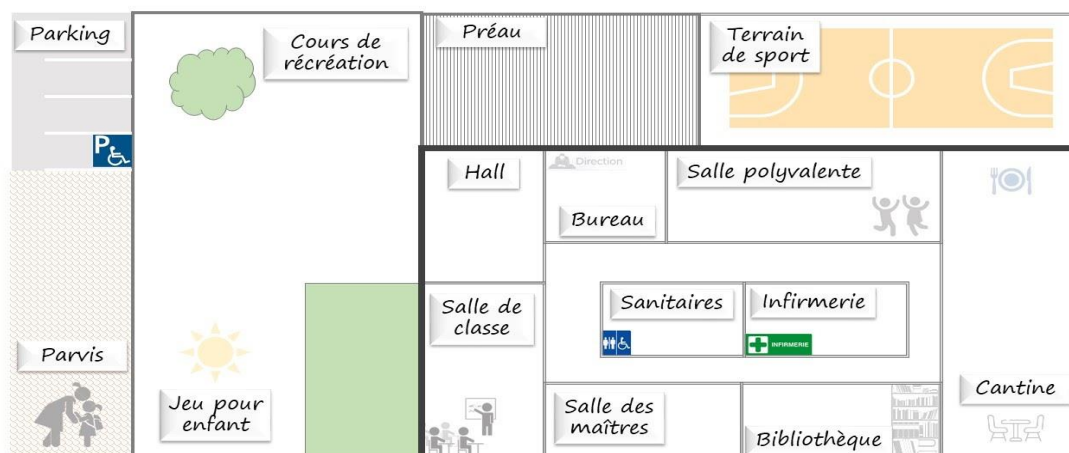 Parking
Cours de
récréation
Préau
Terrain
de sport
P
Hall
Direction
Bureau
Salle polyvalente
Salle de
classe
Sanitaires
Infirmerie
INFIRMERIE
Parvis
Jeu pour
enfant
Salle des
maîtres
Bibliothèque
Cantine